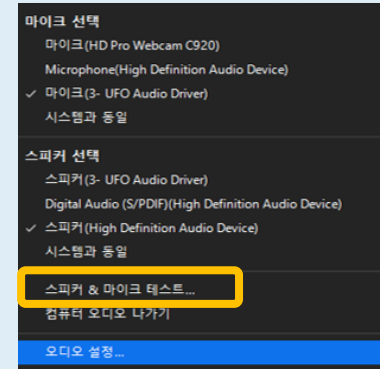 마이크 선택
마이크(HD Pro Webcam C920)
Microphone(High Definition Audio Device)
✓ 마이크(3- UFO Audio Driver)
시스템과 동일
스피커 선택
스피커(3- UFO Audio Driver)
Digital Audio (S/PDIF)(High Definition Audio Device)
✓ 스피커(High Definition Audio Device)
시스템과 동일
스피커 & 마이크 테스트...
컴퓨터 오디오 나가기
오디오 설정...